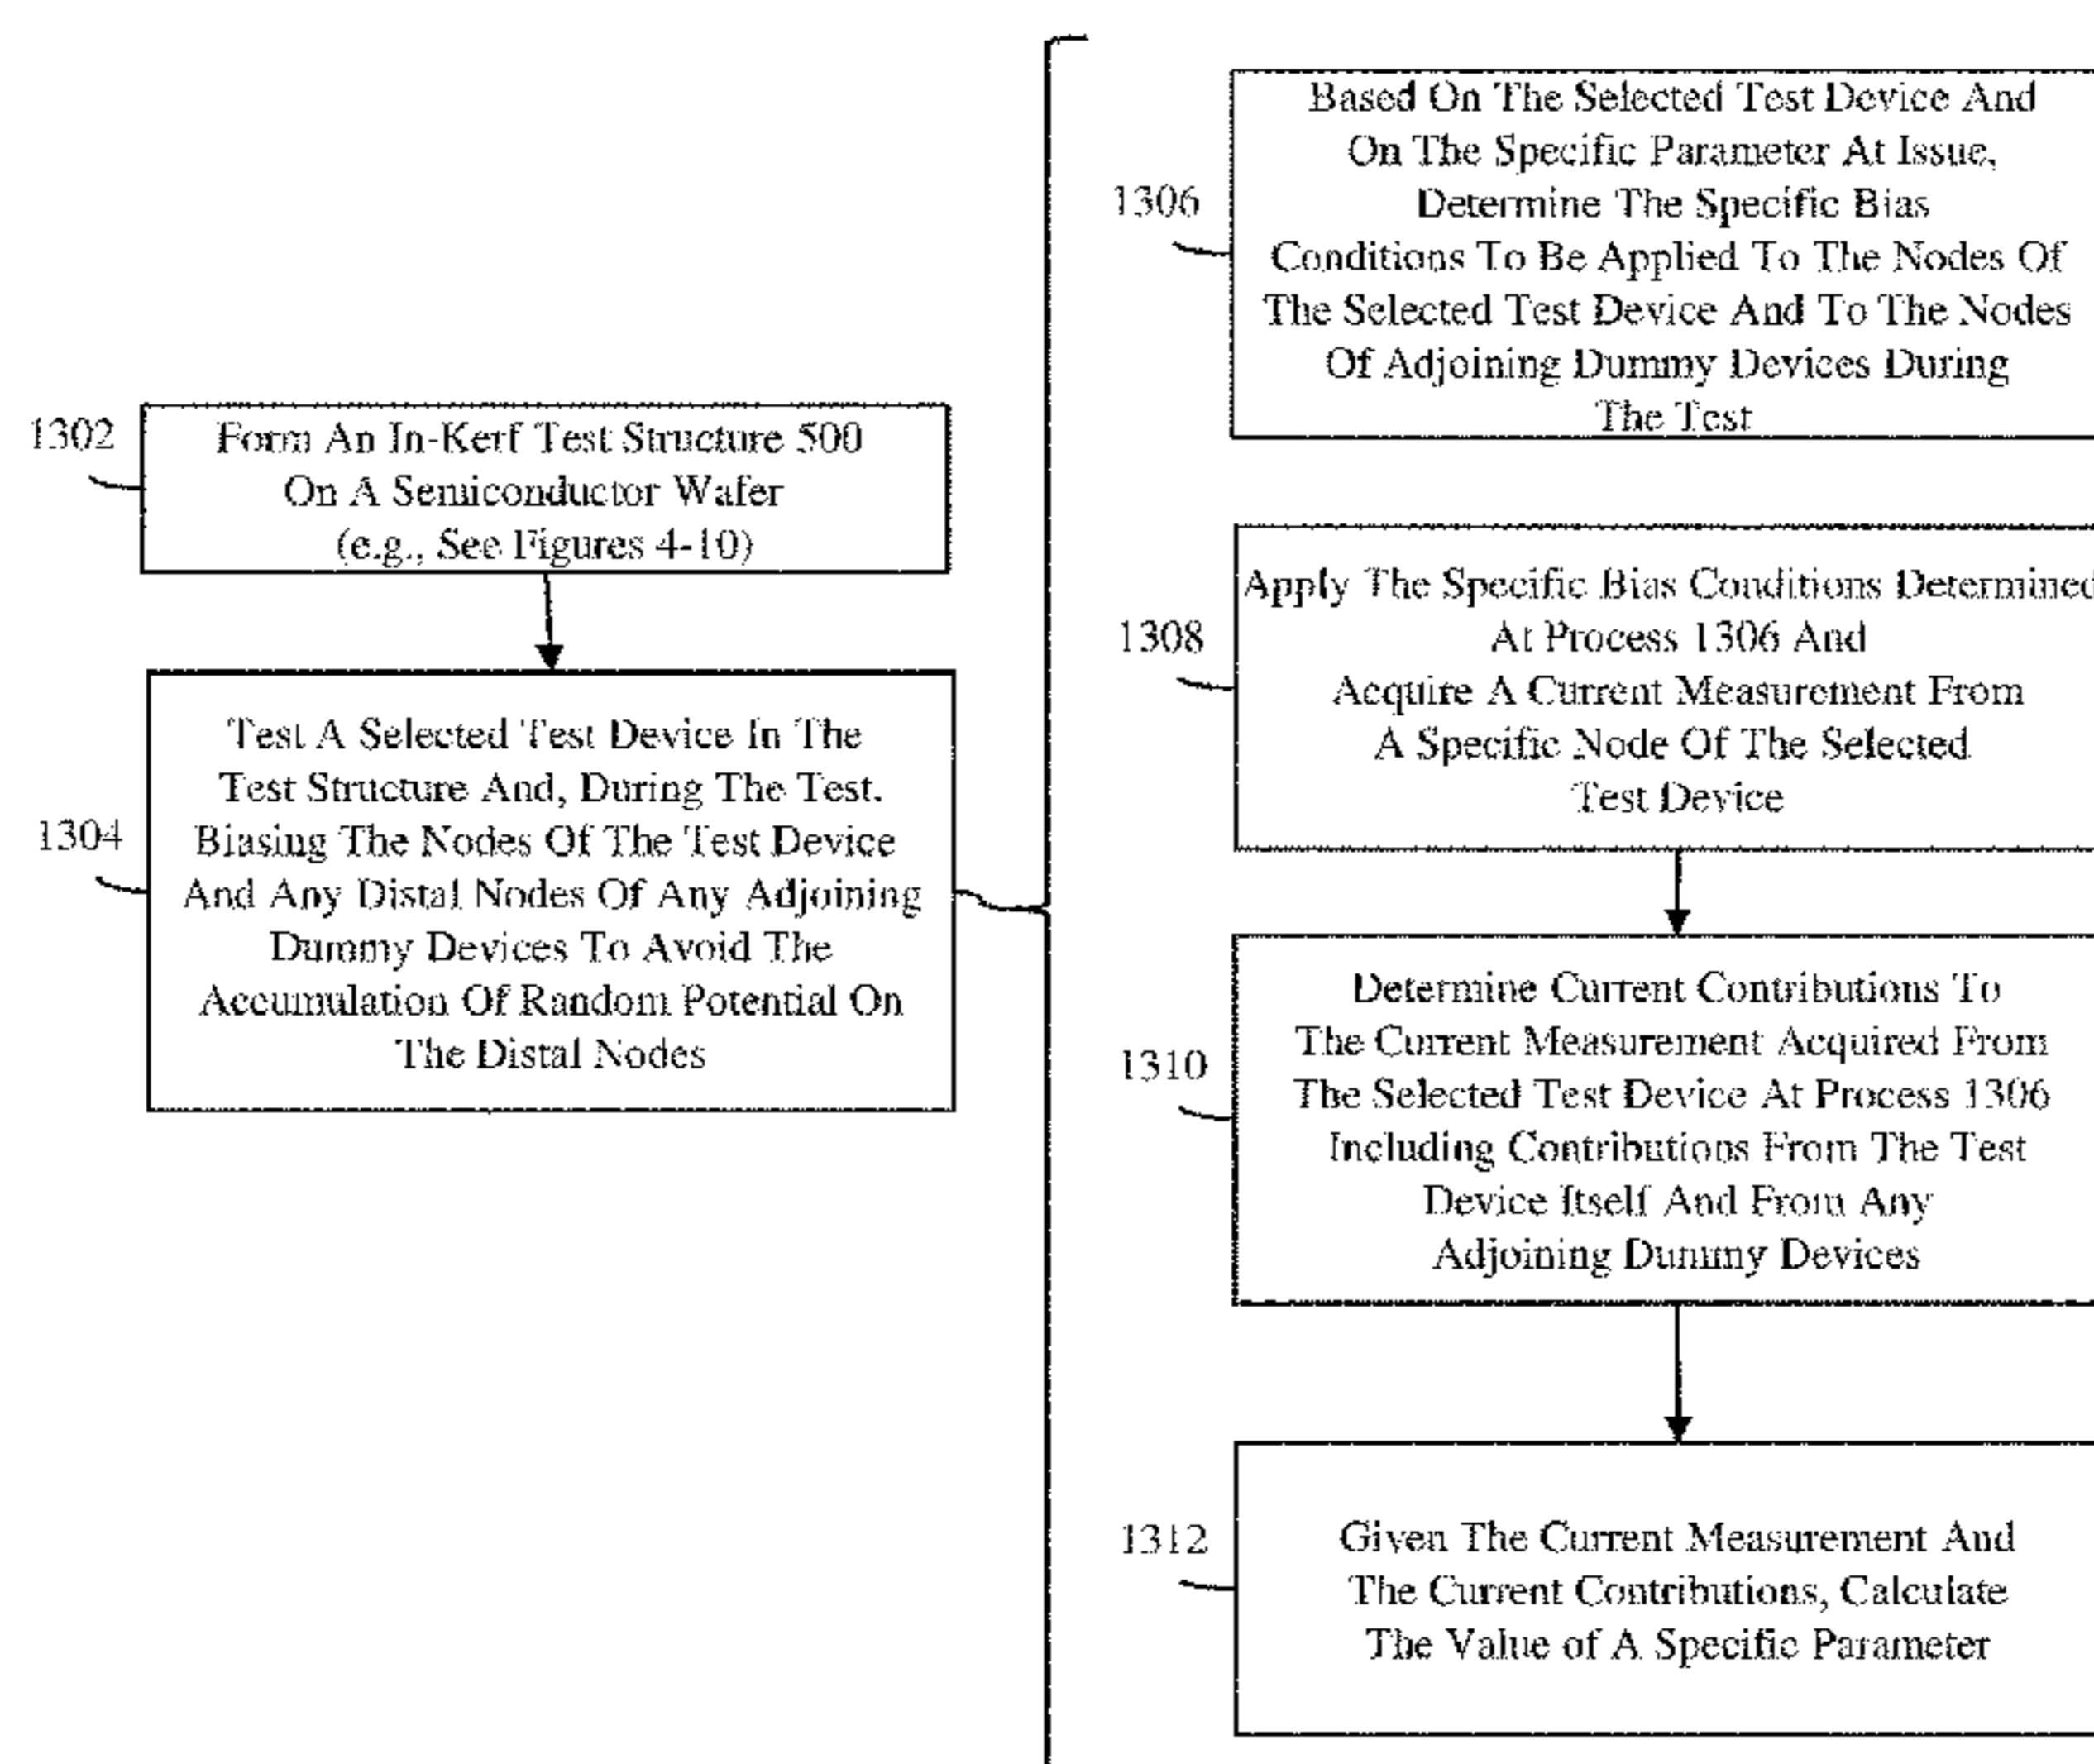 1302
Form An In-Kerf Test Structure 500
On A Semiconductor Wafer
(e.g., See Figures 4-10)
1304
Test A Selected Test Device In The
Test Structure And, During The Test.
Biasing The Nodes Of The Test Device
And Any Distal Nodes Of Any Adjoining
Dummy Devices To Avoid The
Accumulation Of Random Potential On
The Distal Nodes
1306
Based On The Selected Test Device And
On The Specific Parameter At Issue,
Determine The Specific Bias
Conditions To Be Applied To The Nodes Of
The Selected Test Device And To The Nodes
Of Adjoining Dummy Devices During
The Test
1308
Apply The Specific Bias Conditions Determined
At Process 1306 And
Acquire A Current Measurement From
A Specific Node Of The Selected
Test Device
1310
Determine Current Contributions To
The Current Measurement Acquired From
The Selected Test Device At Process 1306
Including Contributions From The Test
Device Itself And From Any
Adjoining Dummy Devices
1312
Given The Current Measurement And
The Current Contributions, Calculate
The Value of A Specific Parameter